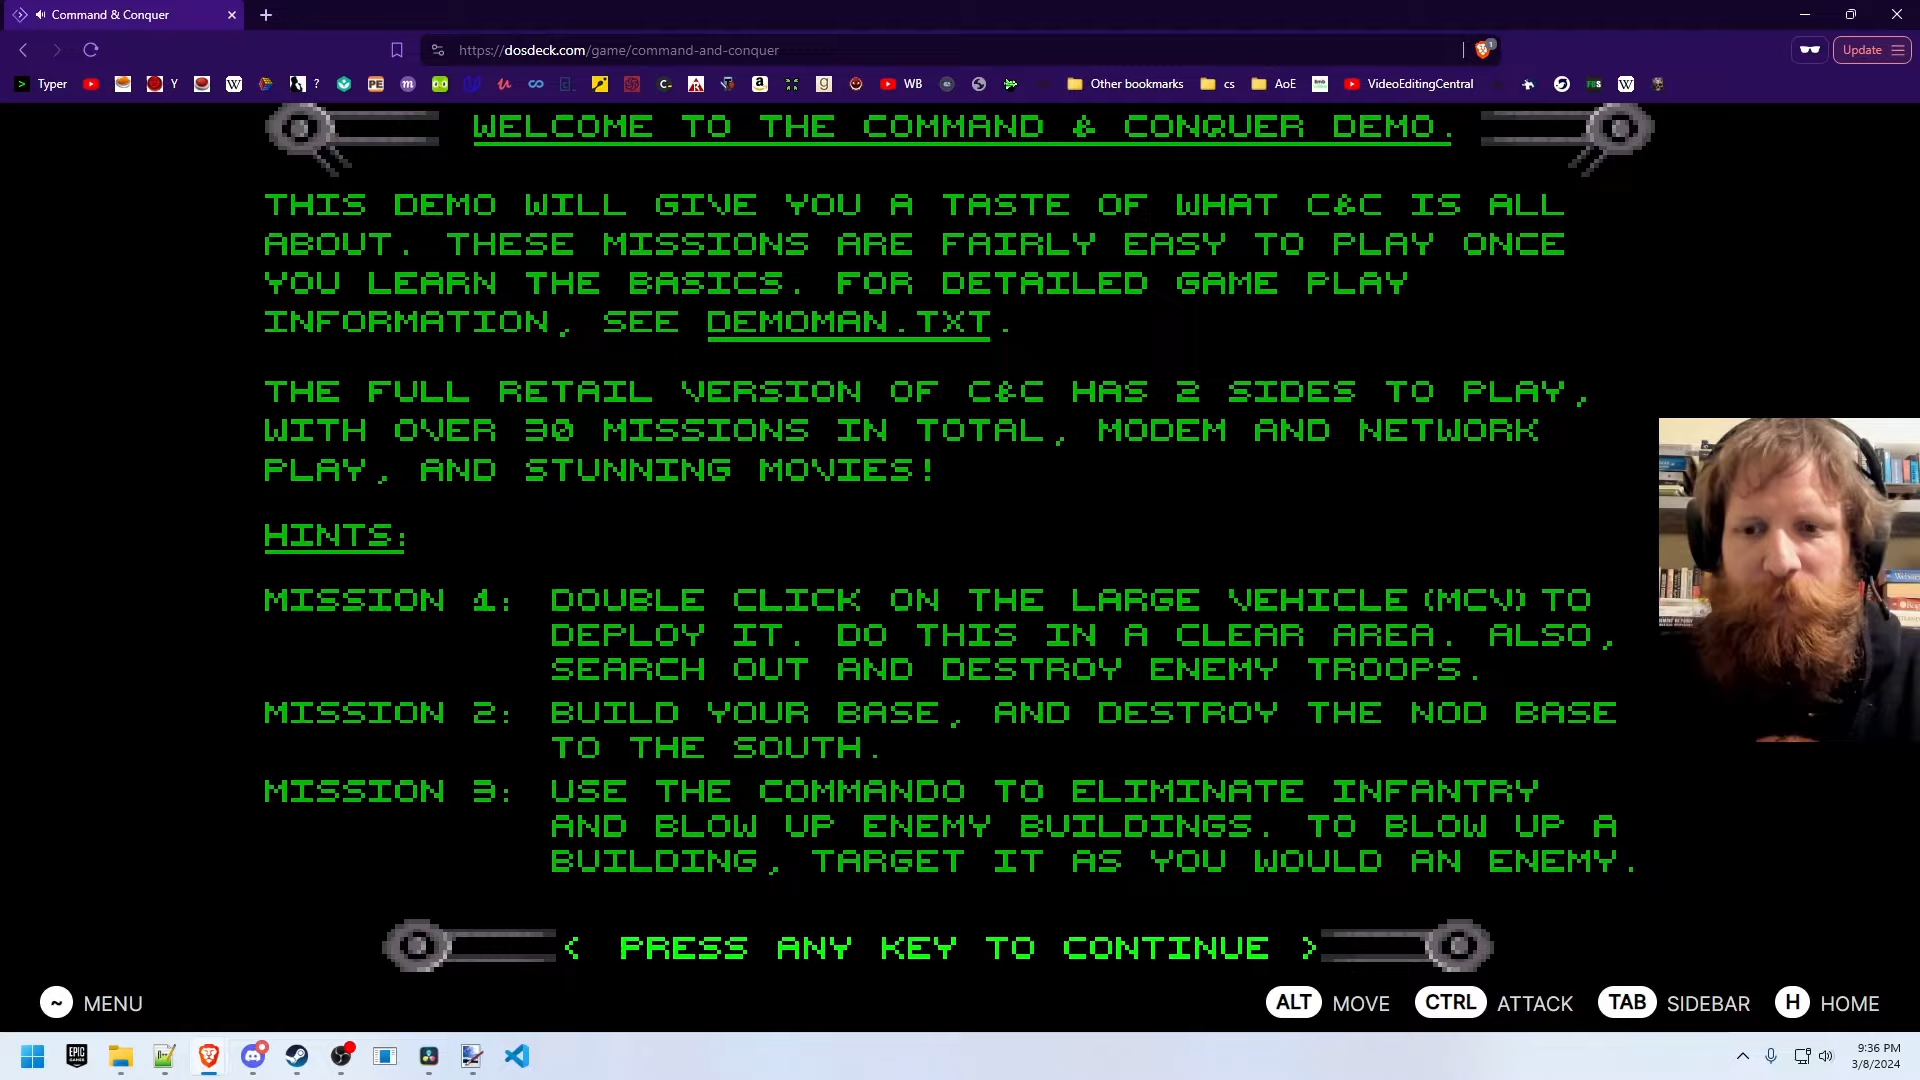 Command & Conquer
https://dosdeck.com/game/command-and-conquer
1
Update
Typer
Y
?
WB
Other bookmarks
cs
AoE
VideoEditingCentral
WELCOME TO THE COMMAND & CONQUER DEMO.
THIS DEMO WILL GIVE YOU A TASTE OF WHAT C&C IS ALL
ABOUT. THESE MISSIONS ARE FAIRLY EASY TO PLAY ONCE
YOU LEARN THE BASICS. FOR DETAILED GAME PLAY
INFORMATION, SEE DEMOMAN.TXT.
THE FULL RETAIL VERSION OF C&C HAS 2 SIDES TO PLAY,
WITH OVER 30 MISSIONS IN TOTAL, MODEM AND NETWORK
PLAY, AND STUNNING MOVIES!
HINTS:
MISSION 1: DOUBLE CLICK ON THE LARGE VEHICLE (MCV) TO
DEPLOY IT. DO THIS IN A CLEAR AREA. ALSO,
SEARCH OUT AND DESTROY ENEMY TROOPS.
MISSION 2: BUILD YOUR BASE, AND DESTROY THE NOD BASE
TO THE SOUTH.
MISSION 3: USE THE COMMANDO TO ELIMINATE INFANTRY
AND BLOW UP ENEMY BUILDINGS. TO BLOW UP A
BUILDING, TARGET IT AS YOU WOULD AN ENEMY.
< PRESS ANY KEY TO CONTINUE >
~ MENU
ALT MOVE CTRL ATTACK TAB SIDEBAR H HOME
EPIC
9:36 PM
3/8/2024